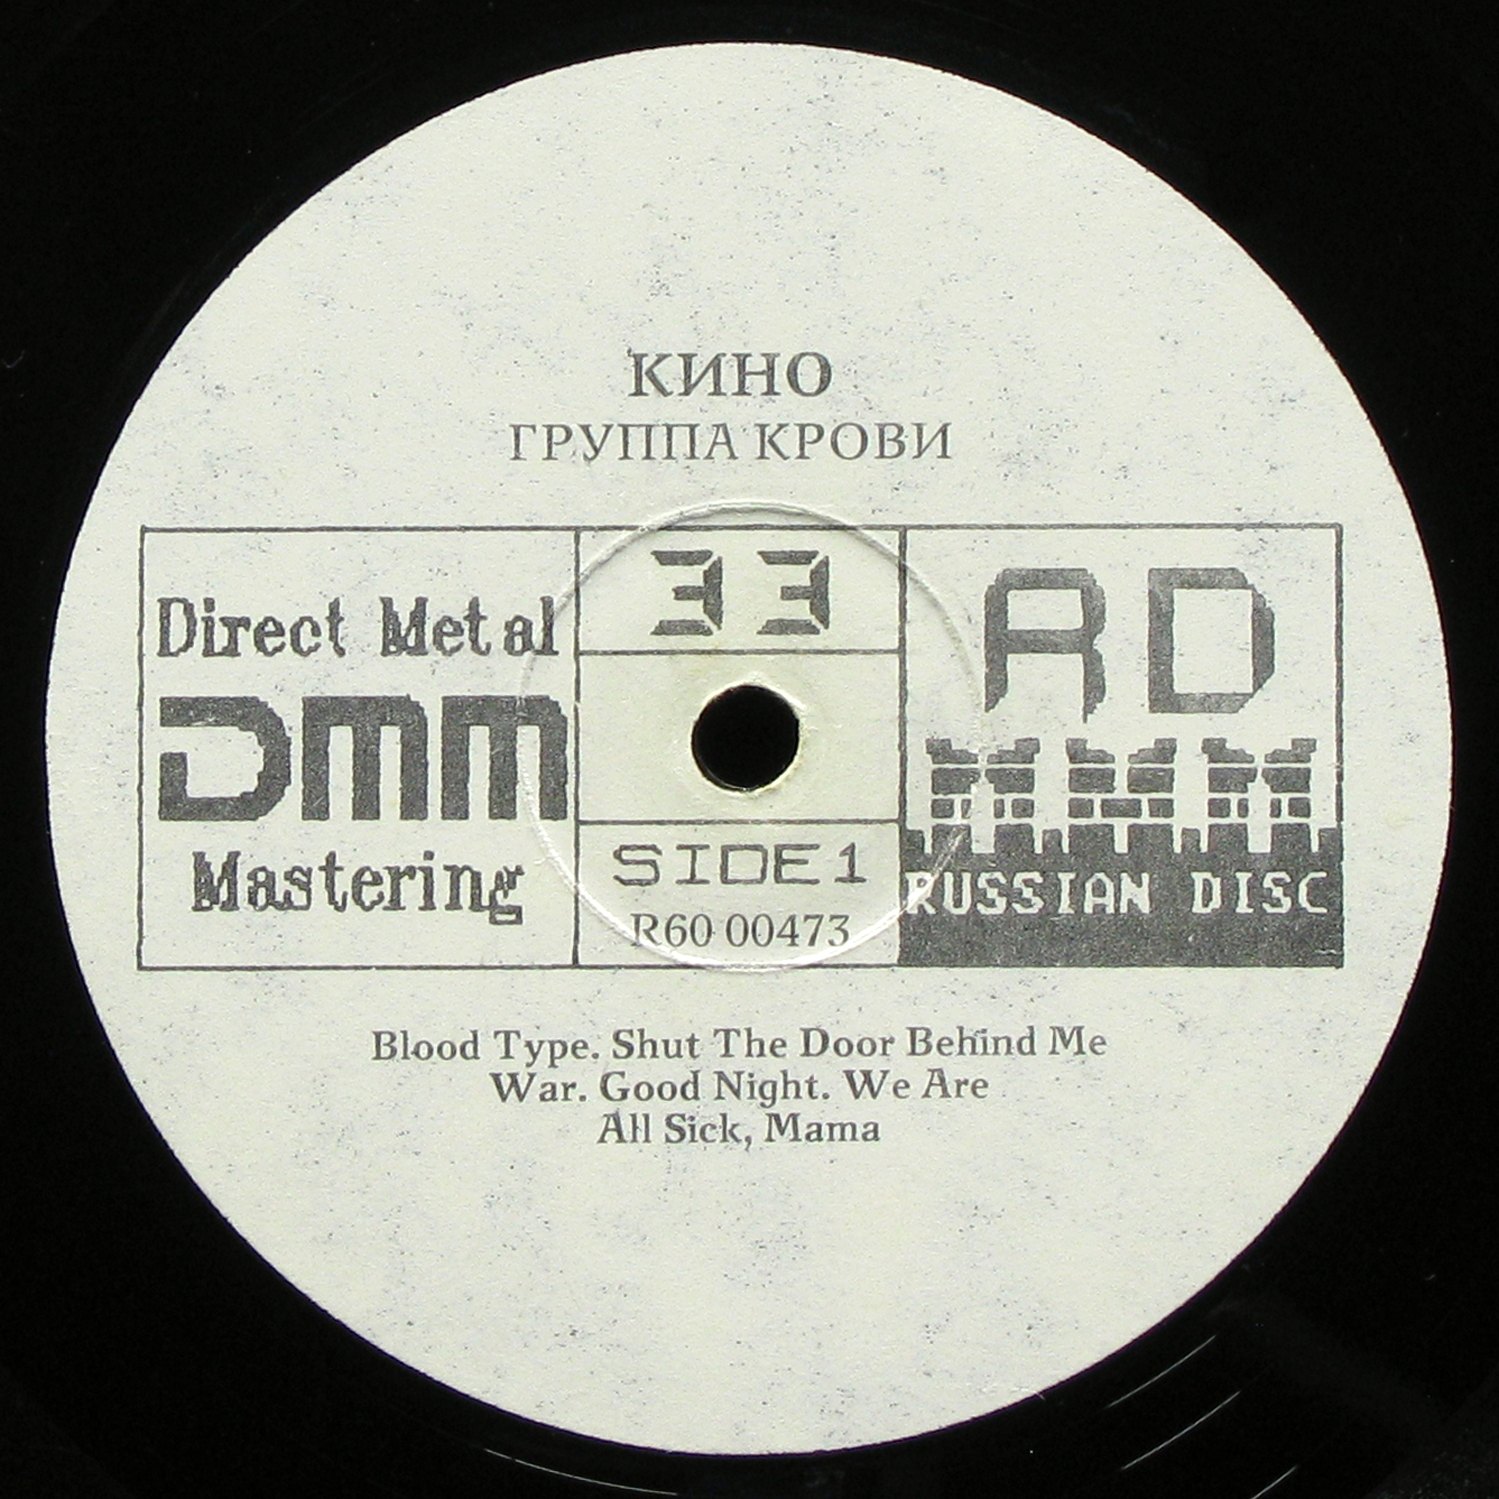 КИНО
ГРУППА КРОВИ
Direct Metal
DMM
Mastering
33
SIDE 1
R60 00473
RD
RUSSIAN DISC
Blood Type. Shut The Door Behind Me
War. Good Night. We Are
All Sick, Mama